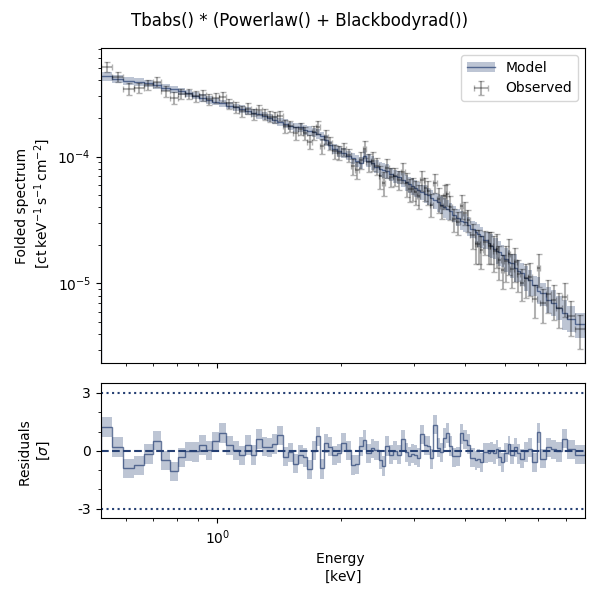 Tbabs() * (Powerlaw() + Blackbodyrad())
Model
Observed
Folded spectrum
[ct keV⁻¹ s⁻¹ cm⁻²]
10⁻⁴
10⁻⁵
Residuals
[σ]
3
0
-3
10⁰
Energy
[keV]